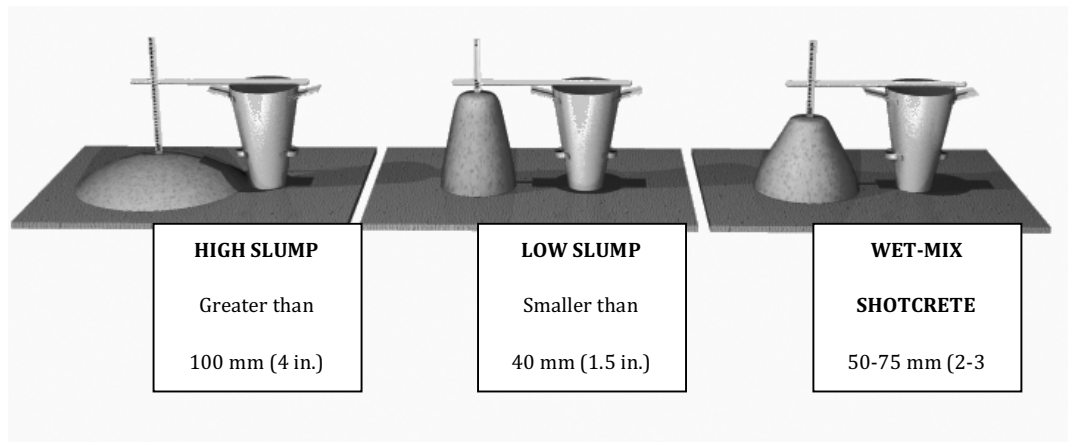 HIGH SLUMP
Greater than
100 mm (4 in.)
LOW SLUMP
Smaller than
40 mm (1.5 in.)
WET-MIX
SHOTCRETE
50-75 mm (2-3